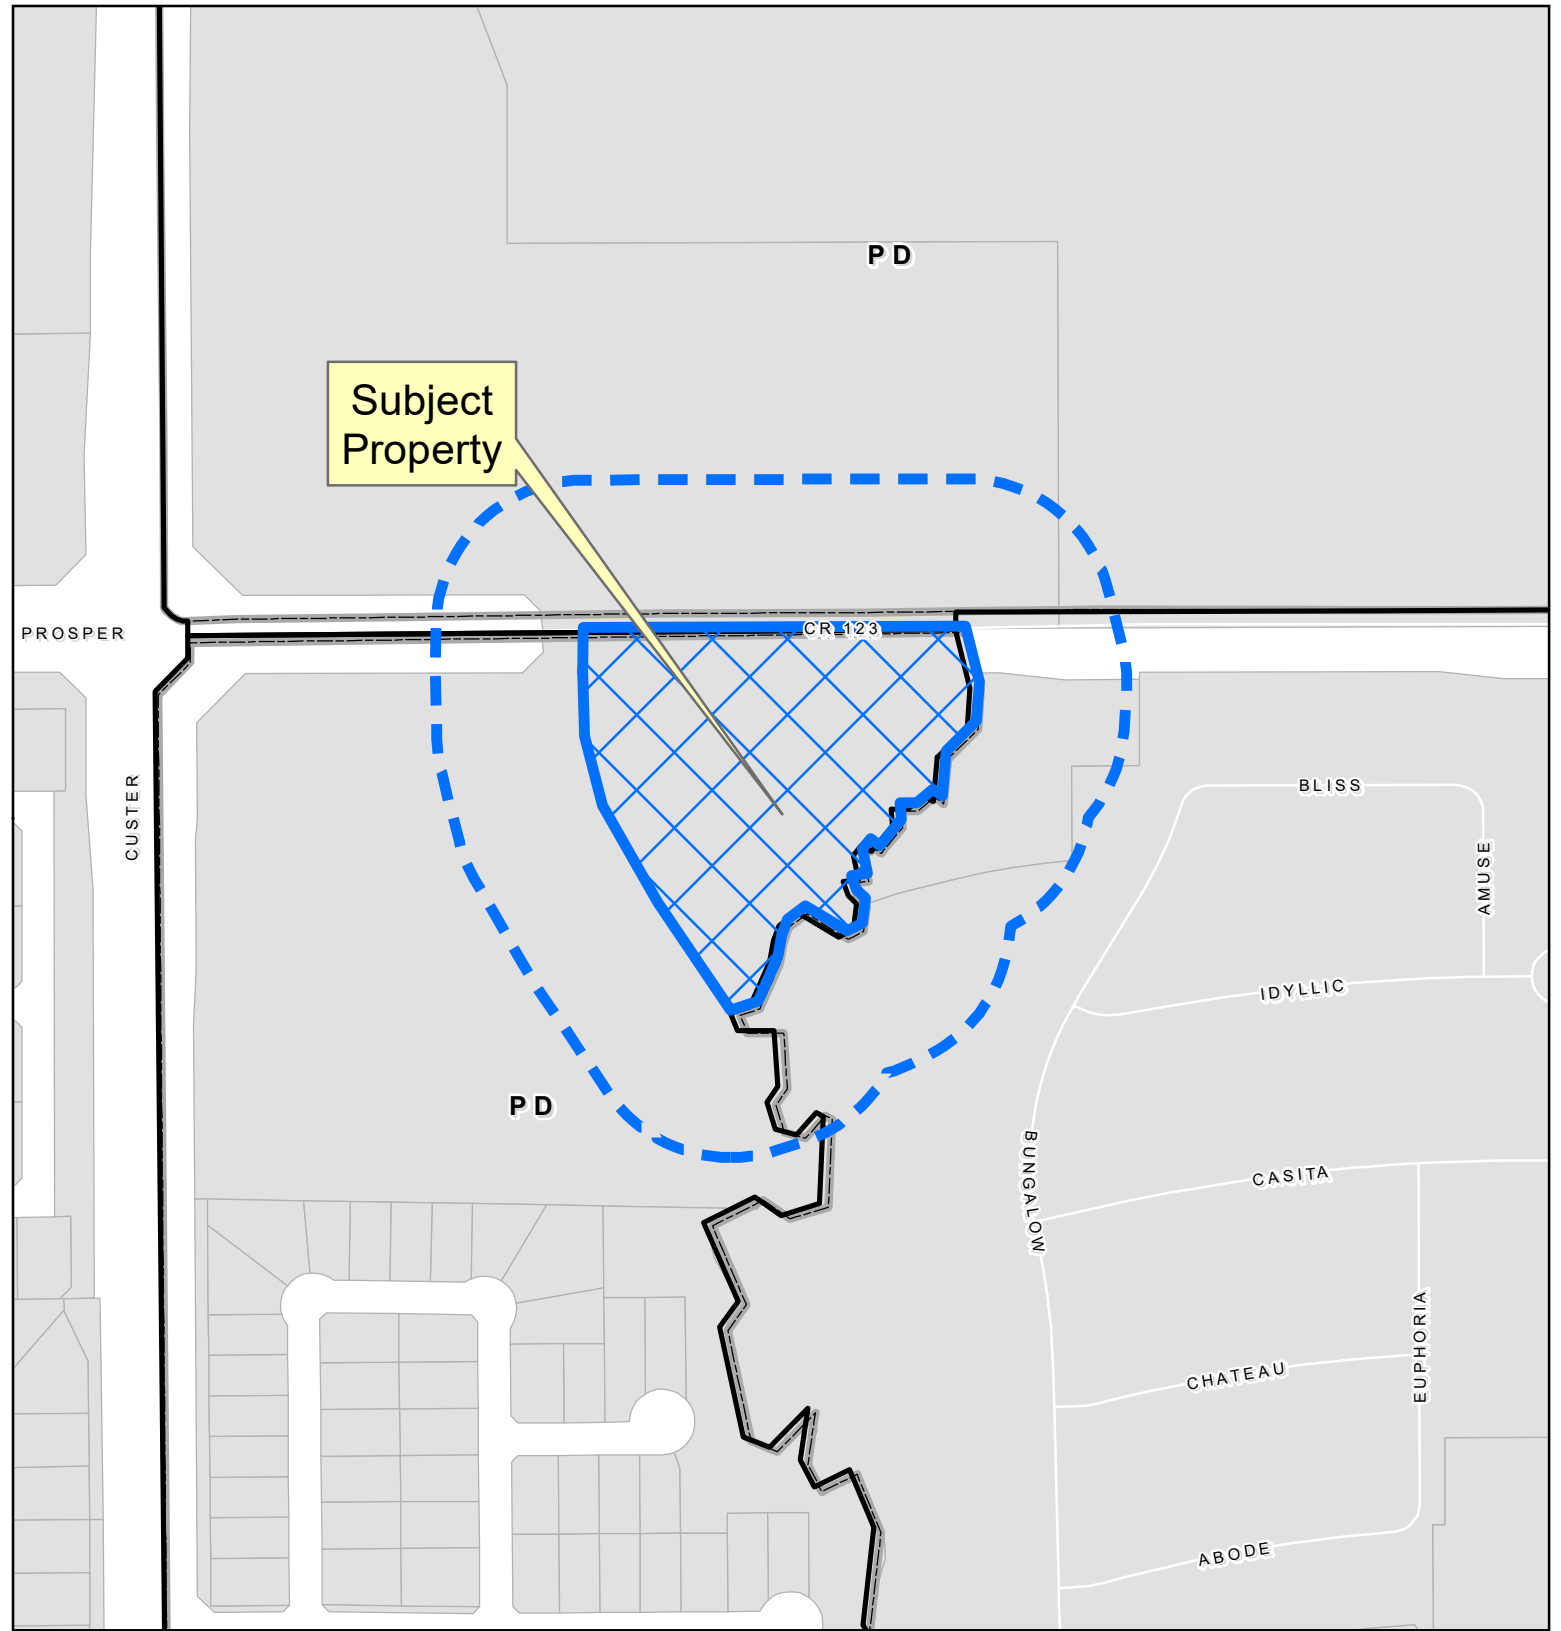 PD
Subject
Property
CR 123
PROSPER
CUSTER
BLISS
AMUSE
IDYLLIC
PD
BUNGALOW
CASITA
EUPHORIA
CHATEAU
ABODE